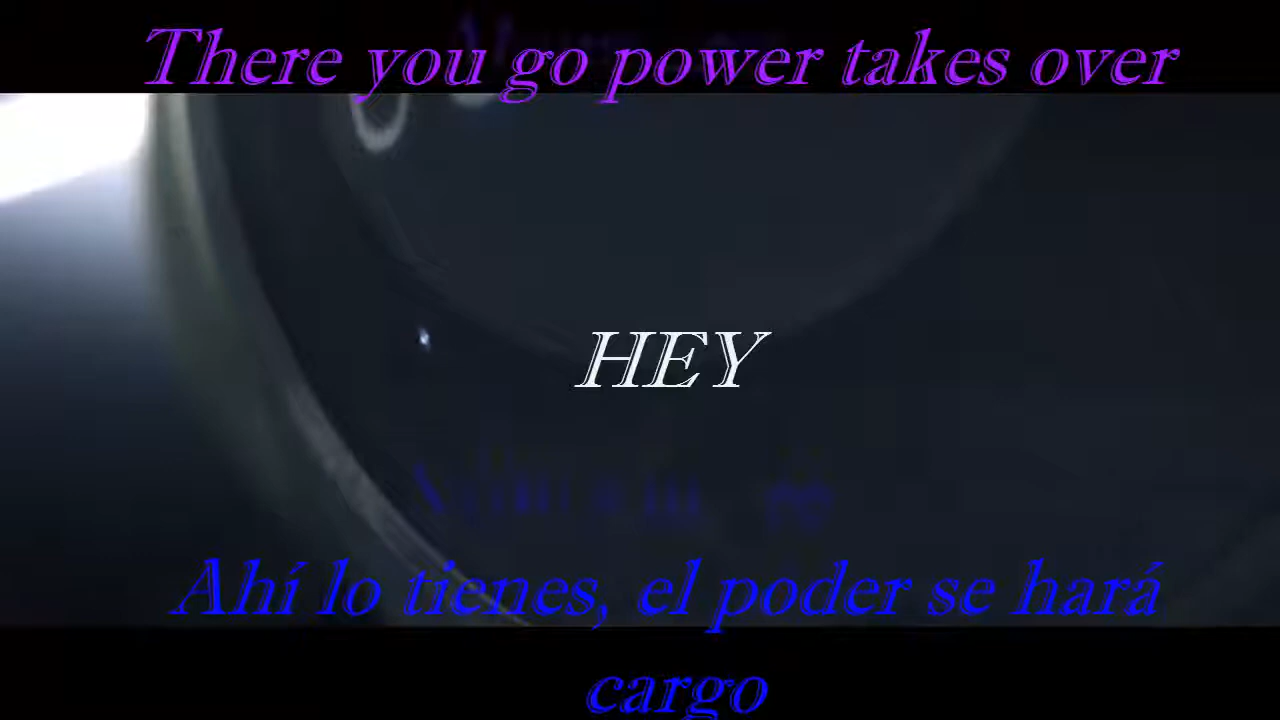 There you go power takes over
HEY
Ahí lo tienes, el poder se hará
cargo